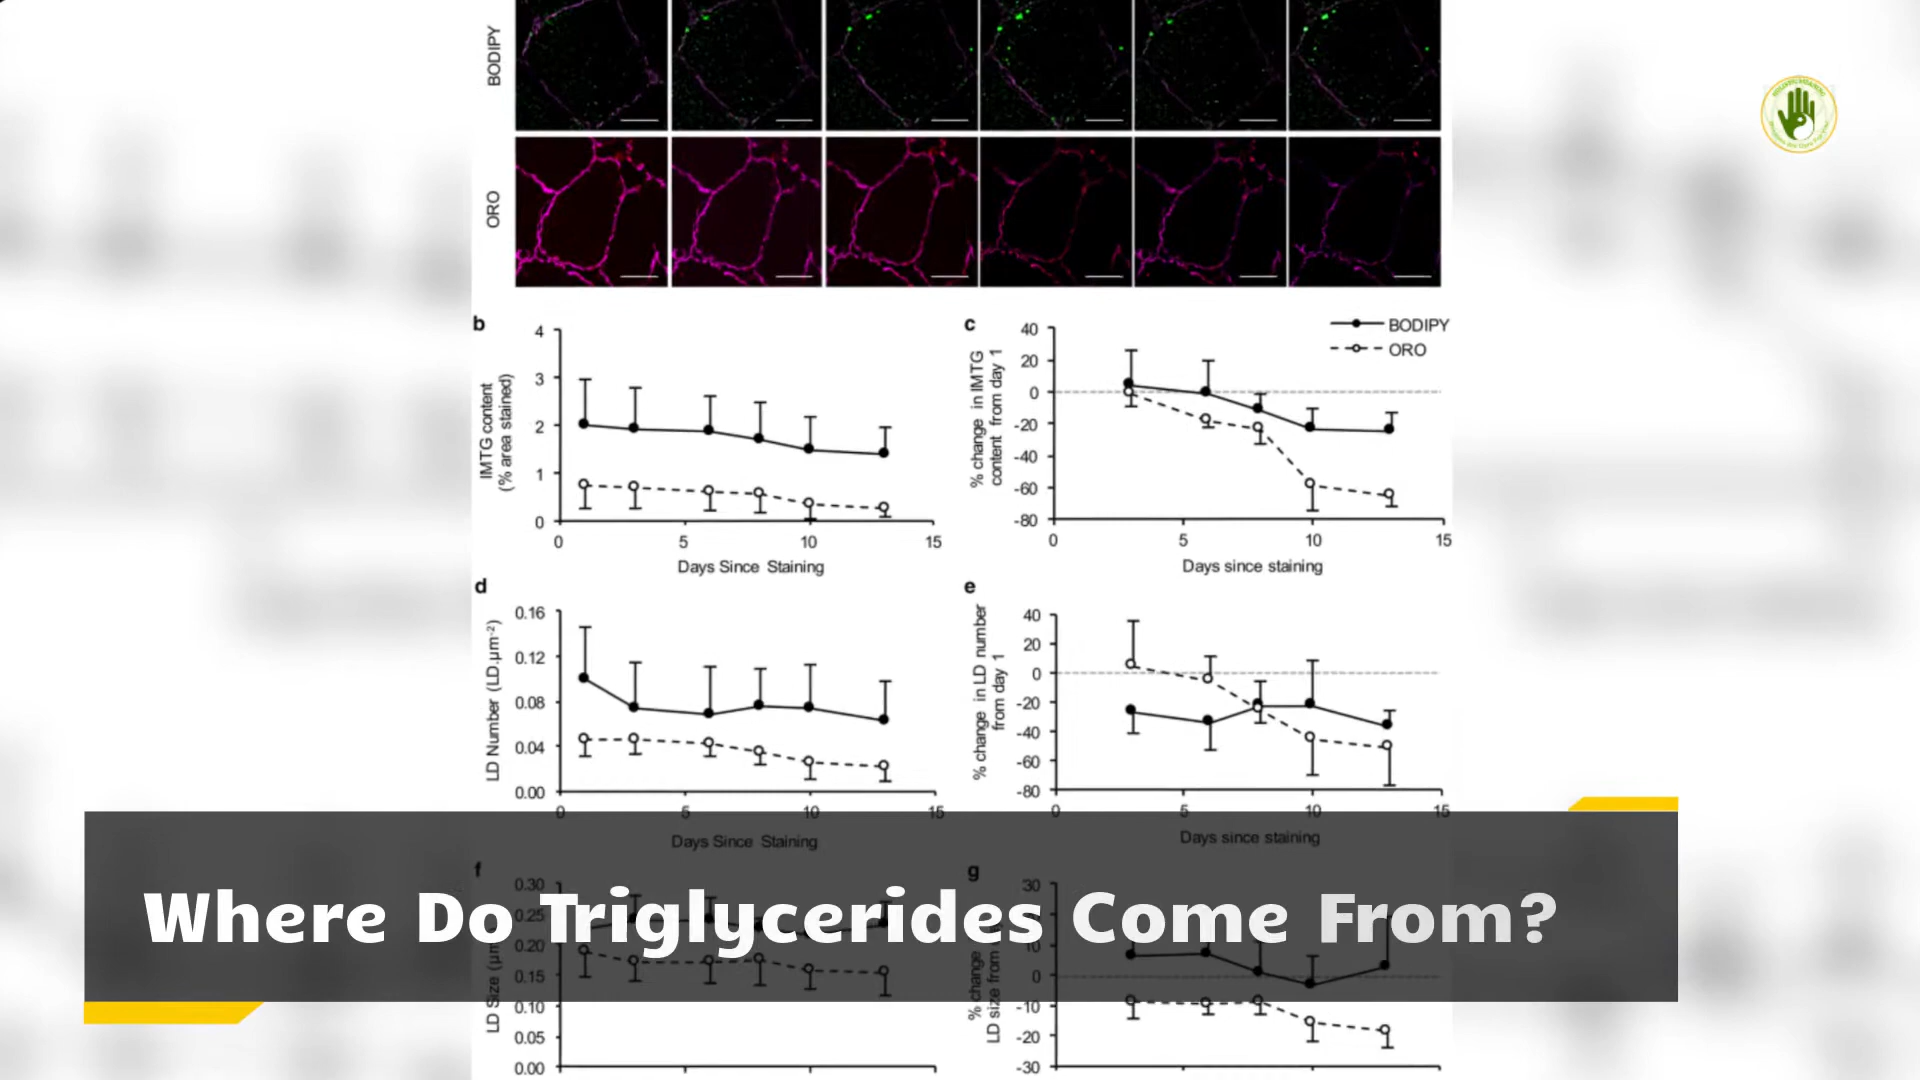 BODIPY
ORO
b
4
3
2
1
0
IMTG content
(% area stained)
0 5 10 15
Days Since Staining
c
BODIPY
ORO
40
20
0
-20
-40
-60
-80
% change in IMTG
content from day 1
0 5 10 15
Days since staining
d
0.16
0.12
0.08
0.04
0.00
LD Number (LD.µm⁻²)
0 5 10 15
Days Since Staining
e
40
20
0
-20
-40
-60
-80
% change in LD number
from day 1
0 5 10 15
Days since staining
Where Do Triglycerides Come From?
f
0.30
0.25
0.20
0.15
0.10
0.05
0.00
LD Size
g
30
10
0
-10
-20
-30
% change
LD size from